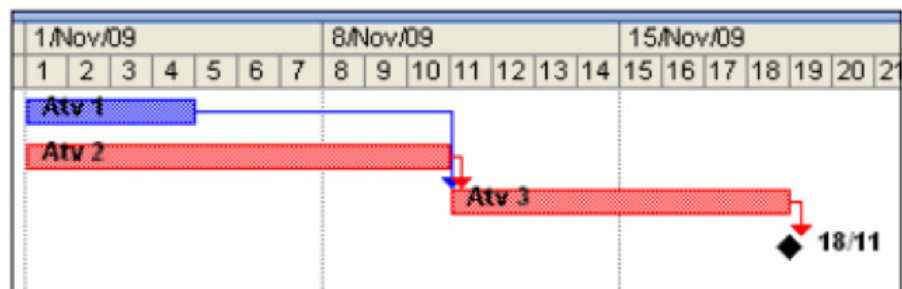 1/Nov/09 8/Nov/09 15/Nov/09
1 2 3 4 5 6 7 8 9 10 11 12 13 14 15 16 17 18 19 20 21
Atv 1
Atv 2
Atv 3
18/11